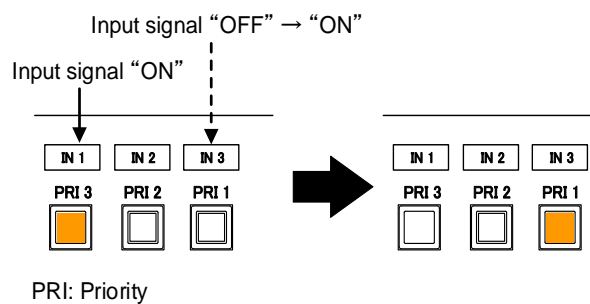 Input signal “OFF” → “ON”
Input signal “ON”
IN 1 IN 2 IN 3 IN 1 IN 2 IN 3
PRI 3 PRI 2 PRI 1 PRI 3 PRI 2 PRI 1
PRI: Priority